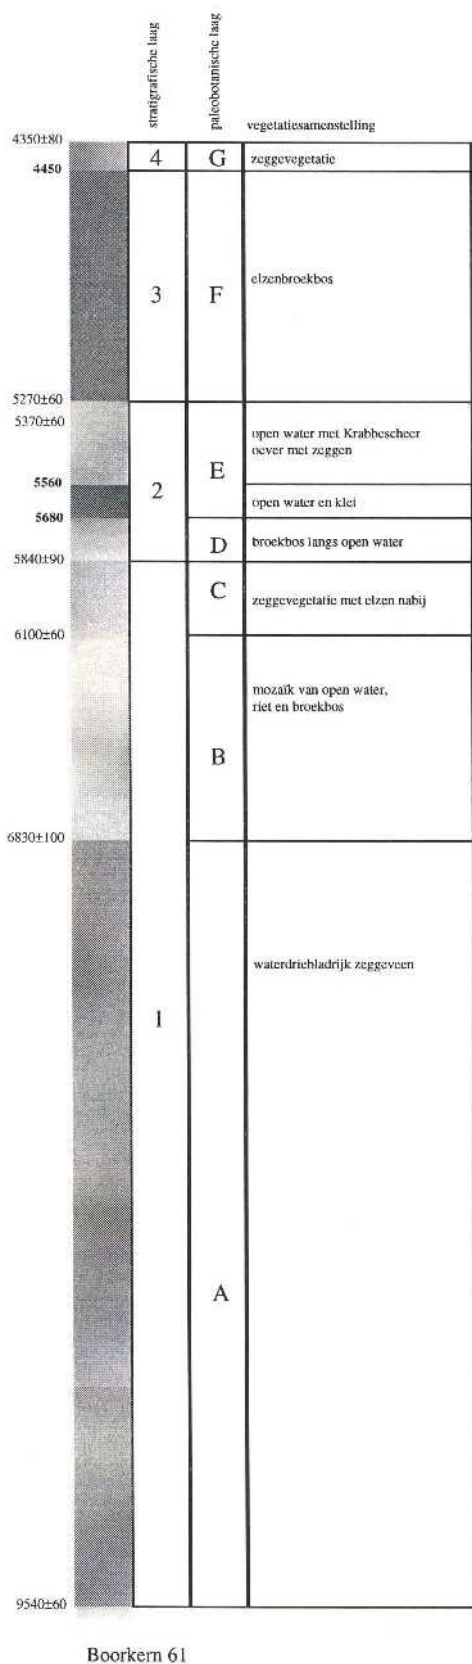 stratigrafische laag
paleobotanische laag
vegetatiesamenstelling
4350±80
4 G zeggevegetatie
4450
3 F elzenbroekbos
5270±60
5370±60
open water met Krabbescheer
oever met zeggen
E
5560
2
open water en klei
5680
D broekbos langs open water
5840±90
C
zeggevegetatie met elzen nabij
6100±60
mozaïk van open water,
riet en broekbos
B
6830±100
waterdriebladrijk zeggeveen
1
A
9540±60
Boorkern 61